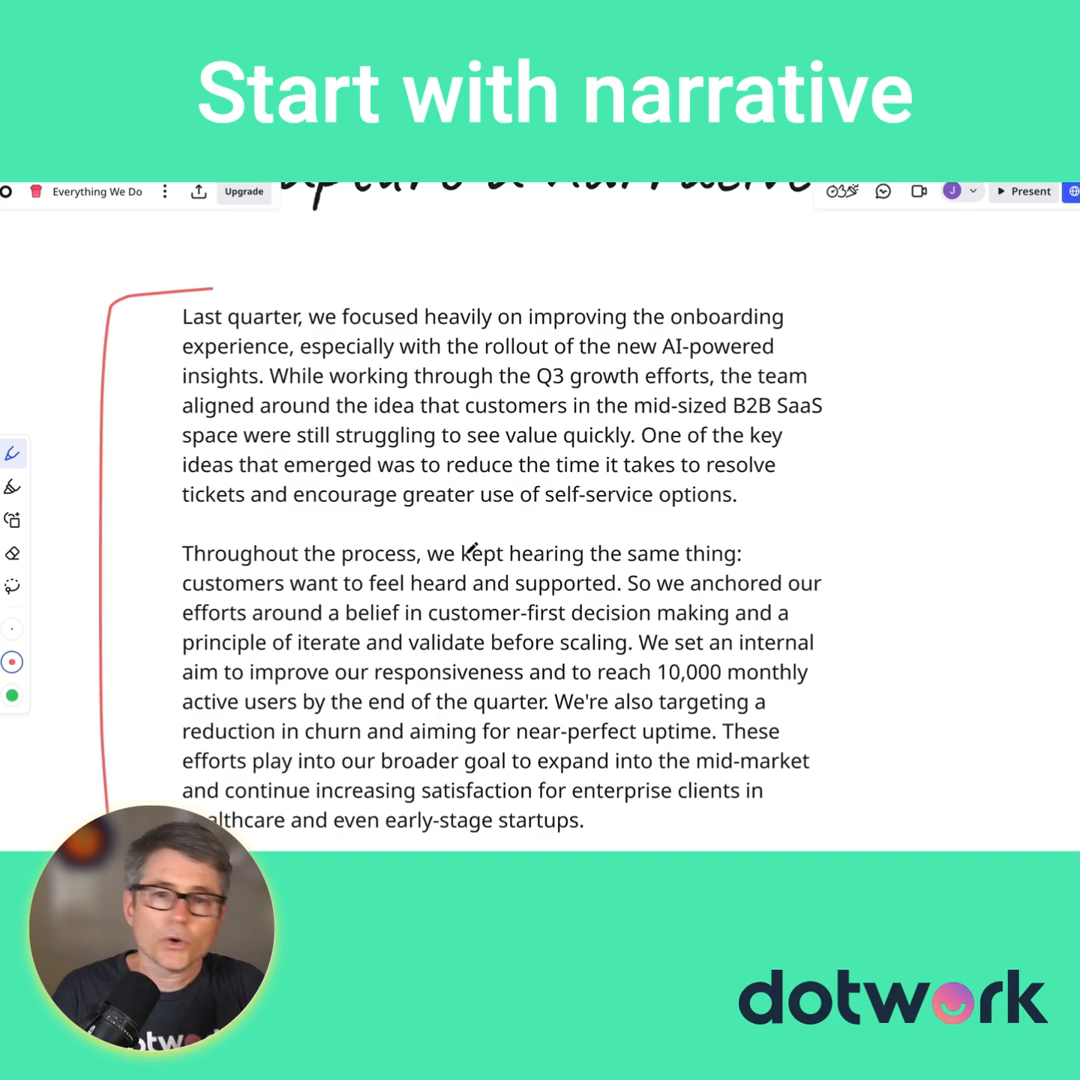 Start with narrative
Everything We Do
Upgrade
a narrative
J
Present
Last quarter, we focused heavily on improving the onboarding
experience, especially with the rollout of the new AI-powered
insights. While working through the Q3 growth efforts, the team
aligned around the idea that customers in the mid-sized B2B SaaS
space were still struggling to see value quickly. One of the key
ideas that emerged was to reduce the time it takes to resolve
tickets and encourage greater use of self-service options.
Throughout the process, we kept hearing the same thing:
customers want to feel heard and supported. So we anchored our
efforts around a belief in customer-first decision making and a
principle of iterate and validate before scaling. We set an internal
aim to improve our responsiveness and to reach 10,000 monthly
active users by the end of the quarter. We're also targeting a
reduction in churn and aiming for near-perfect uptime. These
efforts play into our broader goal to expand into the mid-market
and continue increasing satisfaction for enterprise clients in
althcare and even early-stage startups.
dotwork